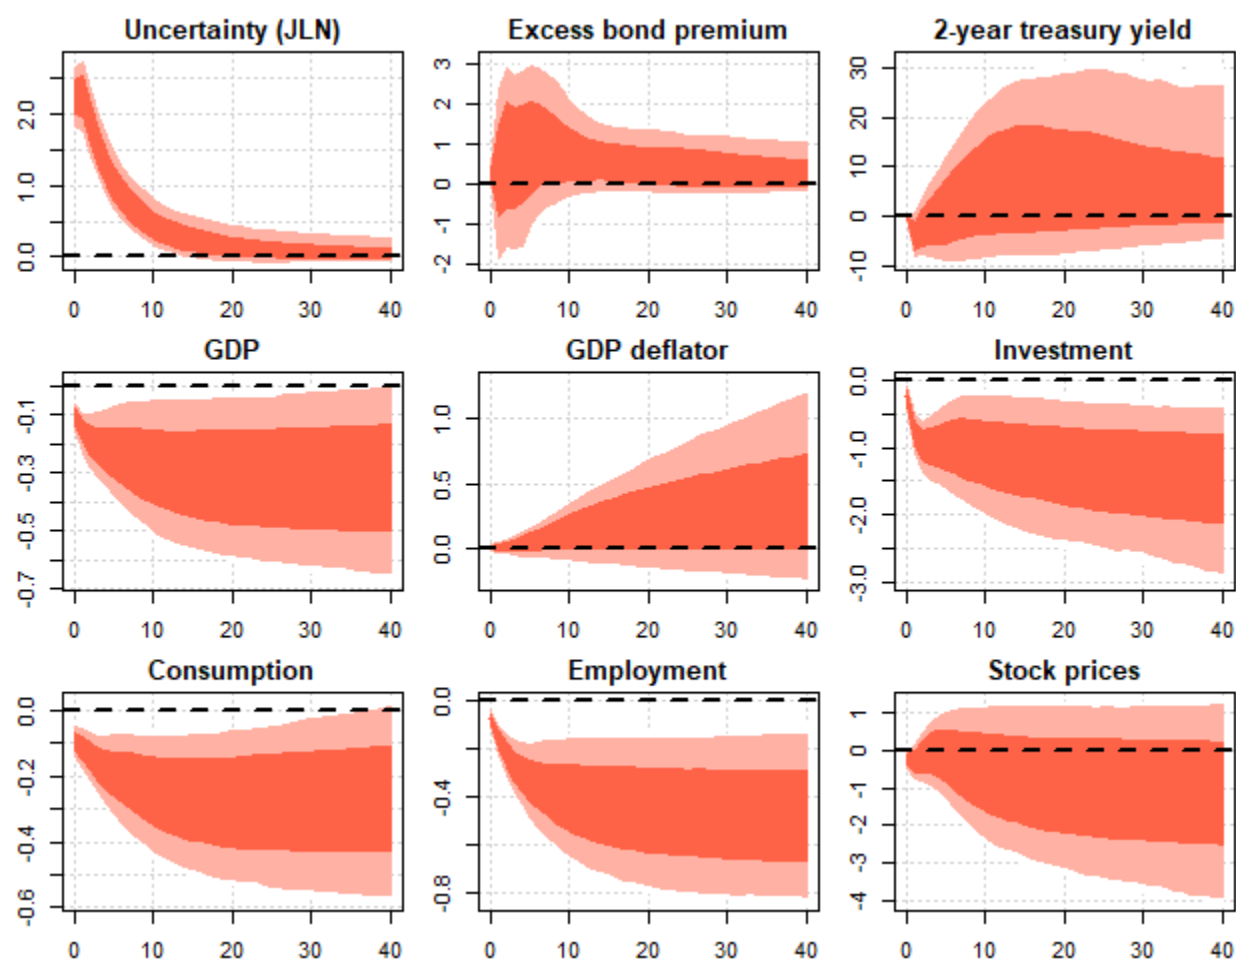 Uncertainty (JLN)
0.0 1.0 2.0
0 10 20 30 40
Excess bond premium
-2 -1 0 1 2 3
0 10 20 30 40
2-year treasury yield
-10 0 10 20 30
0 10 20 30 40
GDP
-0.7 -0.5 -0.3 -0.1
0 10 20 30 40
GDP deflator
0.0 0.5 1.0
0 10 20 30 40
Investment
-3.0 -2.0 -1.0 0.0
0 10 20 30 40
Consumption
-0.6 -0.4 -0.2 0.0
0 10 20 30 40
Employment
-0.8 -0.4 0.0
0 10 20 30 40
Stock prices
-4 -3 -2 -1 0 1
0 10 20 30 40